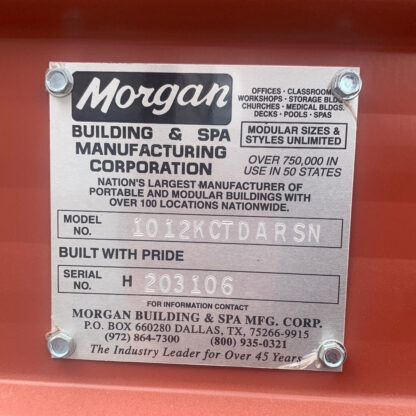 Morgan
OFFICES · CLASSROOMS
WORKSHOPS · STORAGE BLDG
CHURCHES · MEDICAL BLDGS.
DECKS · POOLS · SPAS
BUILDING & SPA
MANUFACTURING
CORPORATION
MODULAR SIZES &
STYLES UNLIMITED
OVER 750,000 IN
USE IN 50 STATES
NATION'S LARGEST MANUFACTURER OF
PORTABLE AND MODULAR BUILDINGS WITH
OVER 100 LOCATIONS NATIONWIDE.
MODEL
NO.
1012KCTDARSN
BUILT WITH PRIDE
SERIAL
NO.
H 203106
FOR INFORMATION CONTACT
MORGAN BUILDING & SPA MFG. CORP.
P.O. BOX 660280 DALLAS, TX, 75266-9915
(972) 864-7300 (800) 935-0321
The Industry Leader for Over 45 Years